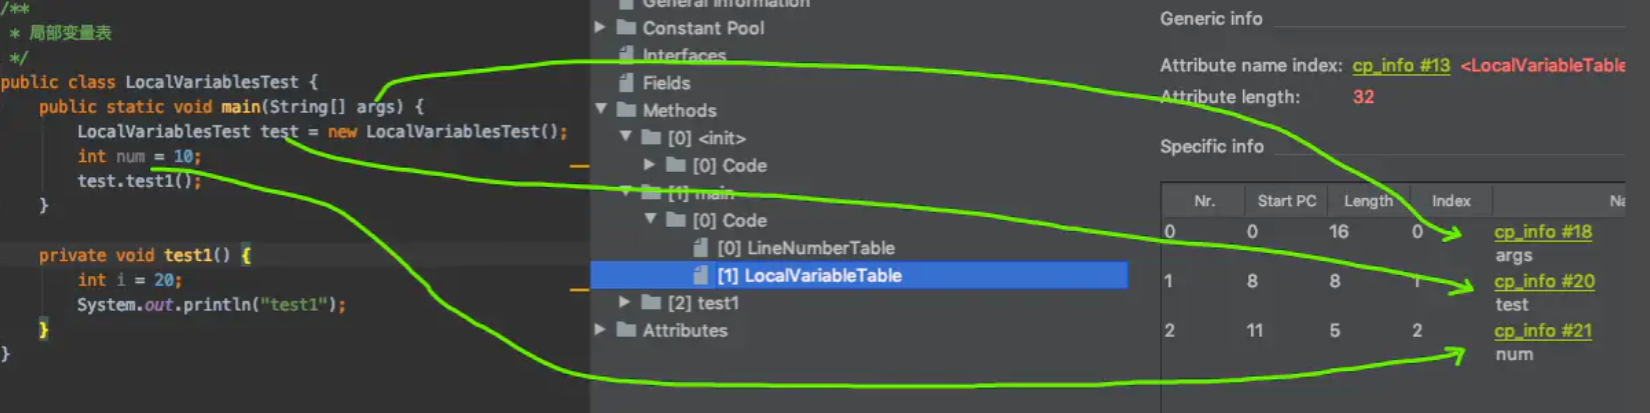 /**
* 局部变量表
*/
public class LocalVariablesTest {
public static void main(String[] args) {
LocalVariablesTest test = new LocalVariablesTest();
int num = 10;
test.test1();
}
private void test1() {
int i = 20;
System.out.println("test1");
}
}
General Information
Constant Pool
Interfaces
Fields
Methods
[0] <init>
[0] Code
[1] main
[0] Code
[0] LineNumberTable
[1] LocalVariableTable
[2] test1
Attributes
Generic info
Attribute name index: cp_info #13 <LocalVariableTable
Attribute length: 32
Specific info
Nr. Start PC Length Index Na
0 0 16 0 cp_info #18
args
1 8 8 1 cp_info #20
test
2 11 5 2 cp_info #21
num